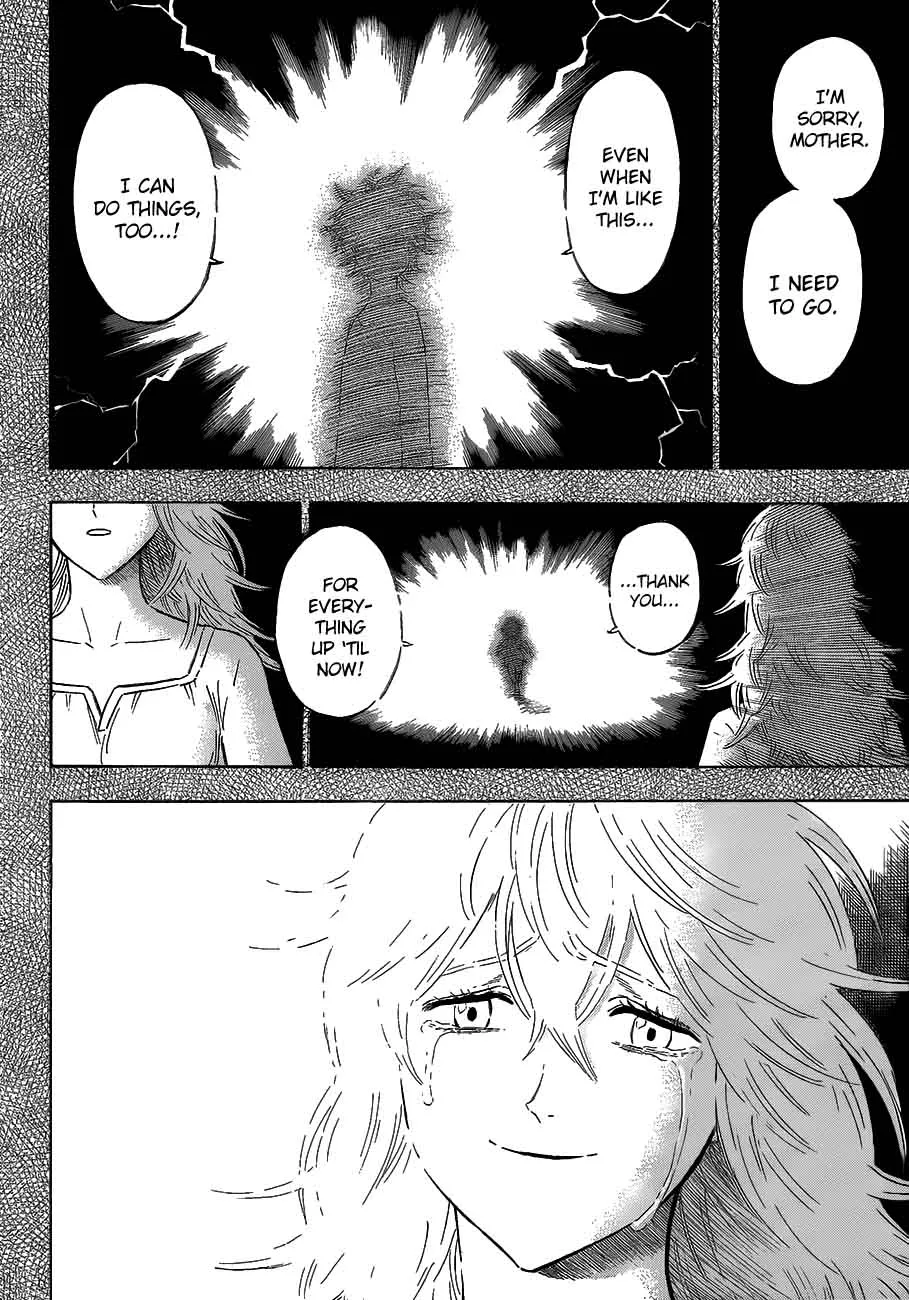 I'M
SORRY,
MOTHER.
I NEED
TO GO.
EVEN
WHEN
I'M LIKE
THIS...
I CAN
DO THINGS,
TOO...!
...THANK
YOU...
FOR
EVERY-
THING
UP 'TIL
NOW!